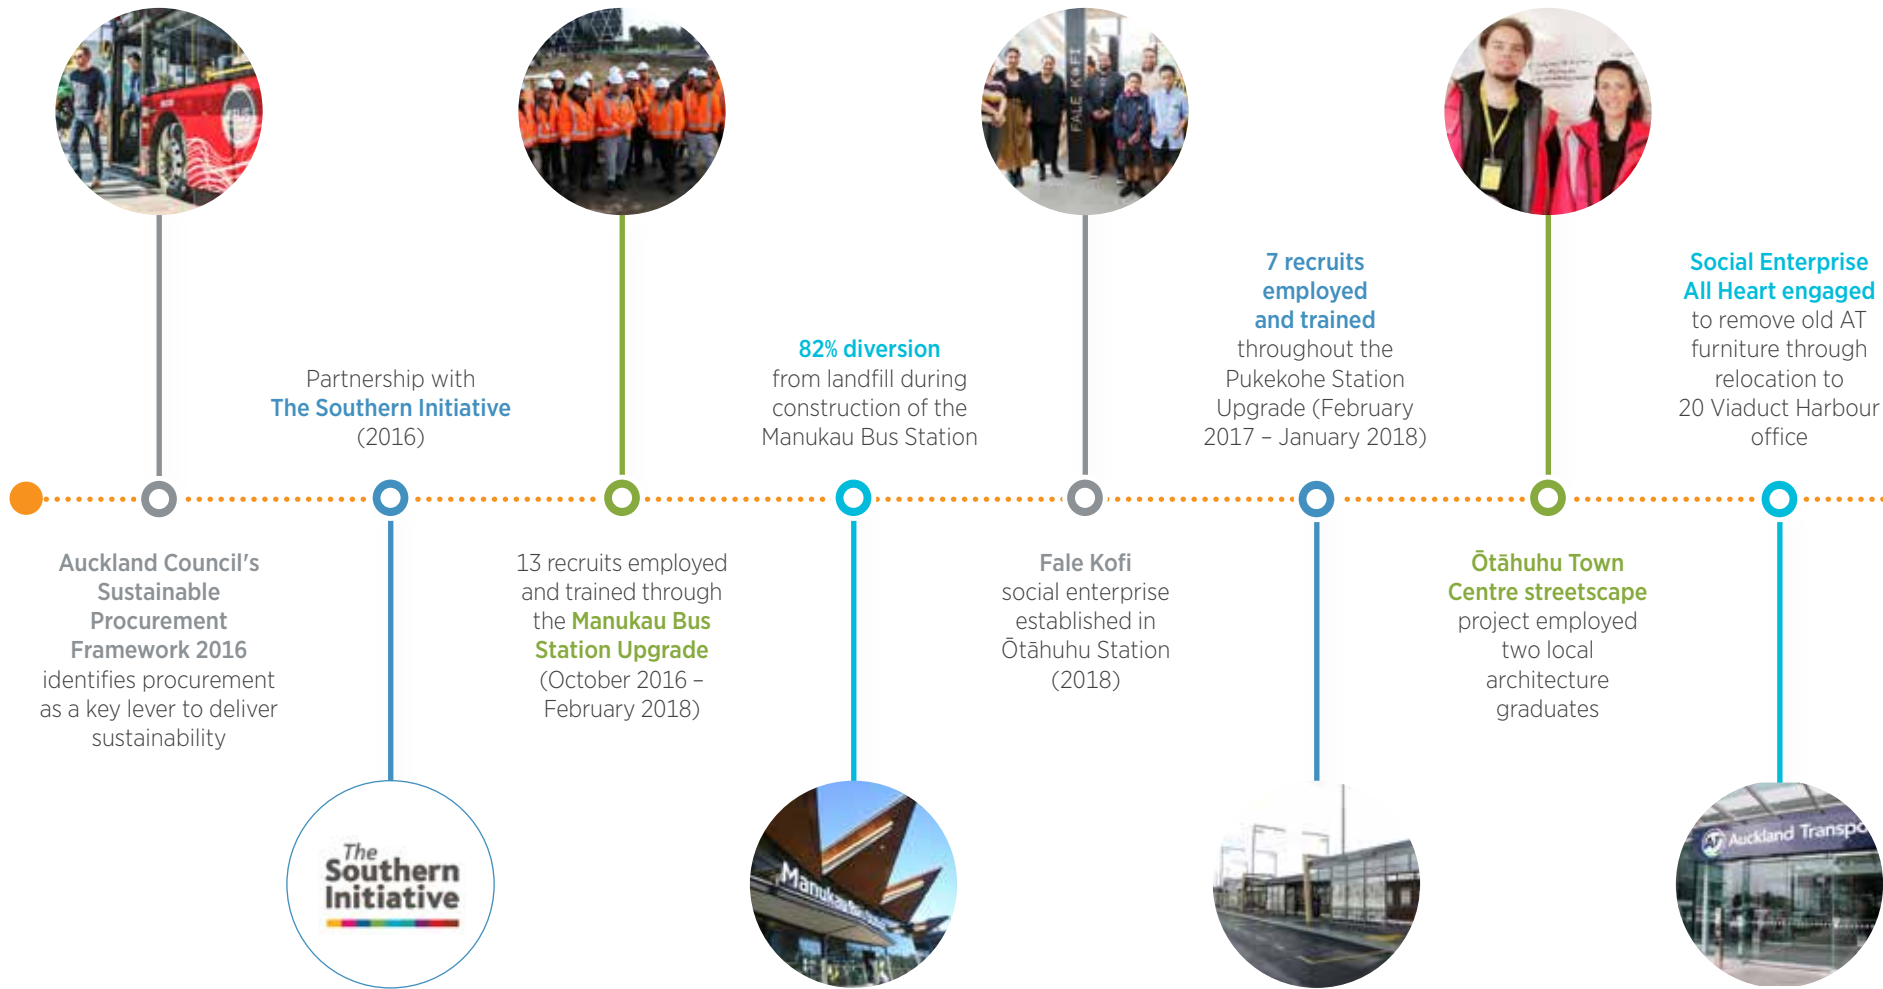 FALE KOFI
7 recruits
employed
and trained
throughout the
Pukekohe Station
Upgrade (February
2017 – January 2018)
Social Enterprise
All Heart engaged
to remove old AT
furniture through
relocation to
20 Viaduct Harbour
office
82% diversion
from landfill during
construction of the
Manukau Bus Station
Partnership with
The Southern Initiative
(2016)
Auckland Council's
Sustainable
Procurement
Framework 2016
identifies procurement
as a key lever to deliver
sustainability
13 recruits employed
and trained through
the Manukau Bus
Station Upgrade
(October 2016 –
February 2018)
Fale Kofi
social enterprise
established in
Ōtāhuhu Station
(2018)
Ōtāhuhu Town
Centre streetscape
project employed
two local
architecture
graduates
The
Southern
Initiative
Manukau Bus
AT Auckland Transpo